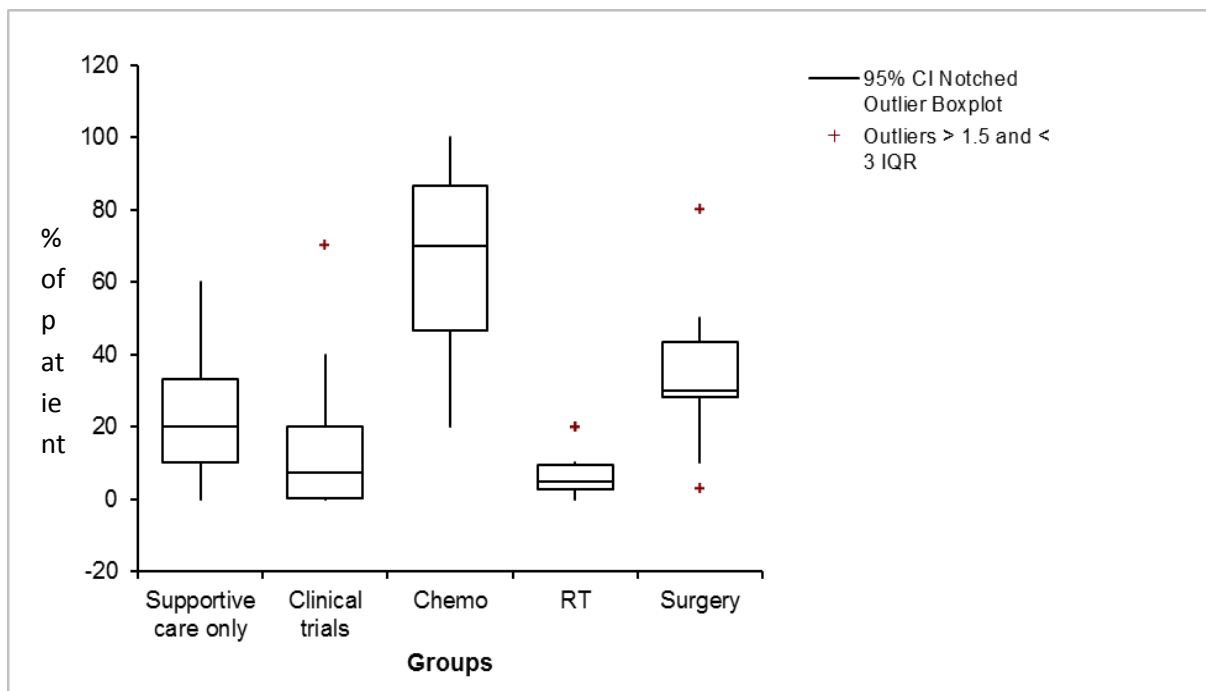 120
100
80
60
40
20
0
-20
%
of
p
at
ie
nt
Supportive
care only
Clinical
trials
Chemo
RT
Surgery
Groups
95% CI Notched
Outlier Boxplot
Outliers > 1.5 and <
3 IQR